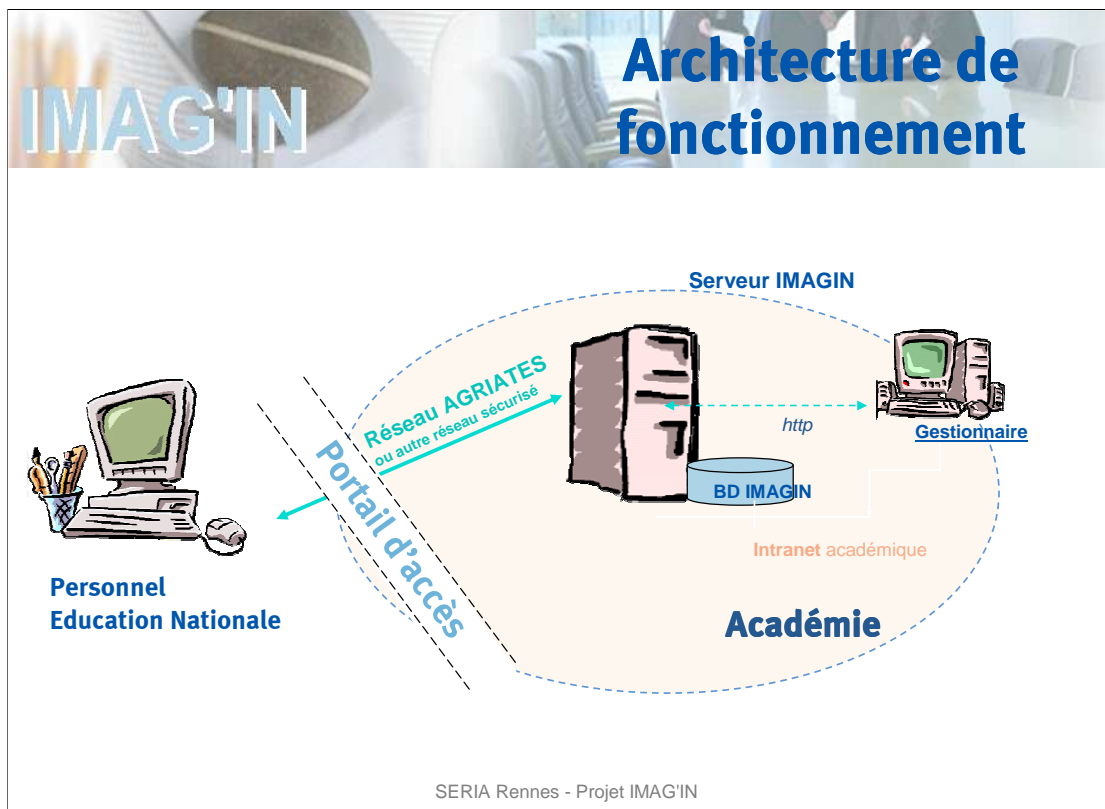 IMAG'IN
Architecture de
fonctionnement
Serveur IMAGIN
Réseau AGRIATES
ou autre réseau sécurisé
http
Gestionnaire
Portail d'accès
BD IMAGIN
Intranet académique
Personnel
Education Nationale
Académie
SERIA Rennes - Projet IMAG'IN